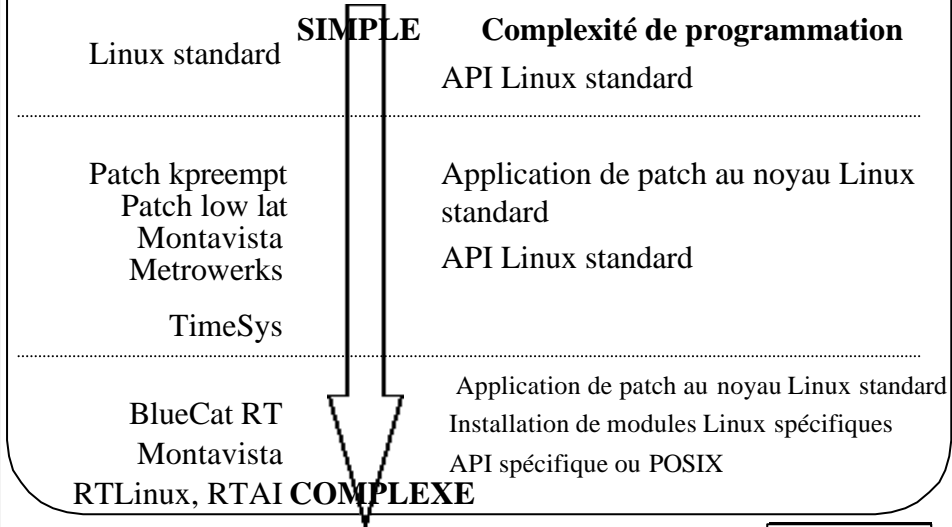 SIMPLE
Complexité de programmation
Linux standard
API Linux standard
Patch kpreempt
Application de patch au noyau Linux
Patch low lat
standard
Montavista
API Linux standard
Metrowerks
TimeSys
Application de patch au noyau Linux standard
BlueCat RT
Installation de modules Linux spécifiques
Montavista
API spécifique ou POSIX
RTLinux, RTAI COMPLEXE